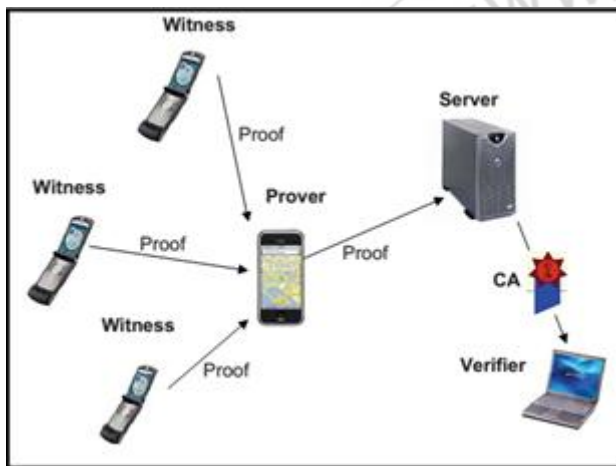 Witness
Proof
Server
Witness
Prover
Proof
Proof
CA
Witness
Verifier
Proof